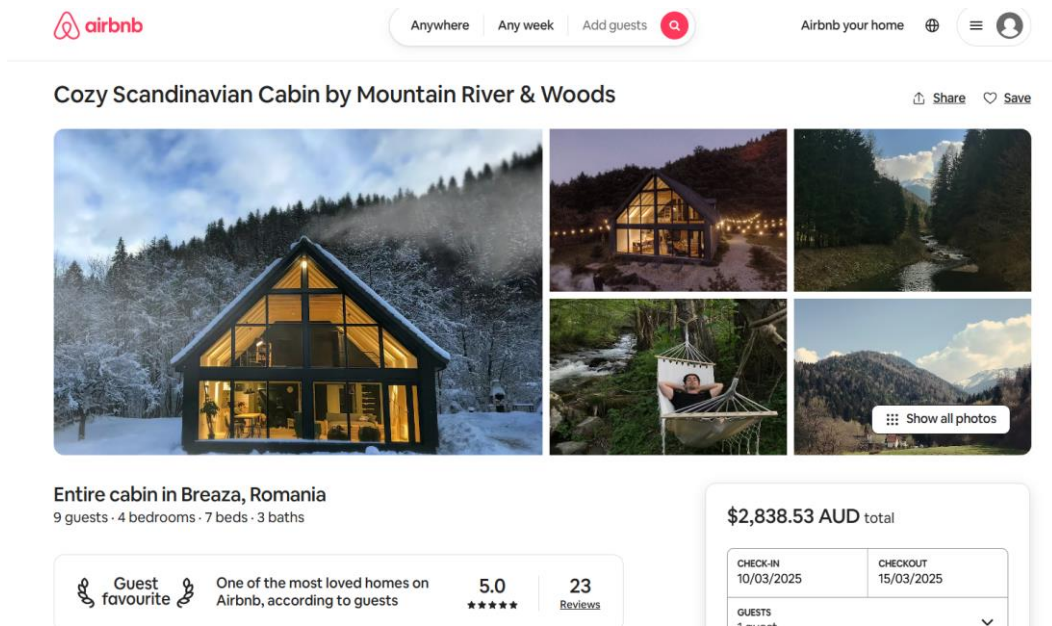 airbnb
Anywhere
Any week
Add guests
Airbnb your home
Cozy Scandinavian Cabin by Mountain River & Woods
Share
Save
Show all photos
Entire cabin in Breaza, Romania
9 guests · 4 bedrooms · 7 beds · 3 baths
Guest
favourite
One of the most loved homes on
Airbnb, according to guests
5.0
★★★★★
23
Reviews
$2,838.53 AUD total
CHECK-IN
10/03/2025
CHECKOUT
15/03/2025
GUESTS
1 guest